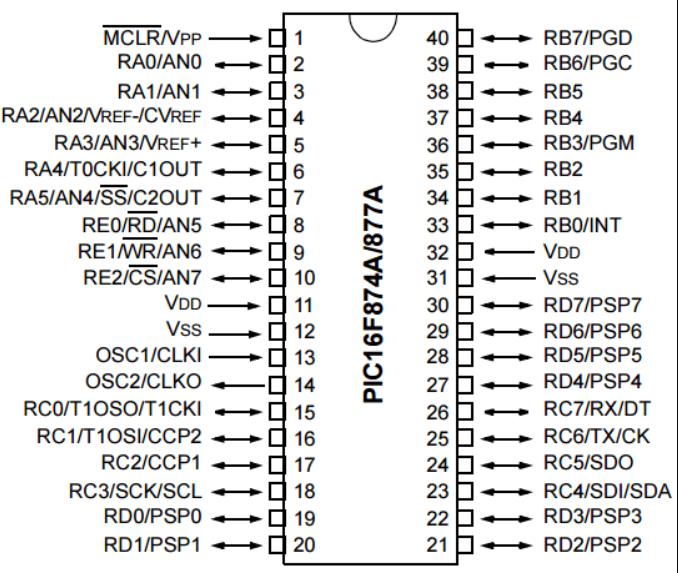 MCLR/VPP 1 40 RB7/PGD
RA0/AN0 2 39 RB6/PGC
RA1/AN1 3 38 RB5
RA2/AN2/VREF-/CVREF 4 37 RB4
RA3/AN3/VREF+ 5 36 RB3/PGM
RA4/T0CKI/C1OUT 6 35 RB2
RA5/AN4/SS/C2OUT 7 34 RB1
RE0/RD/AN5 8 33 RB0/INT
RE1/WR/AN6 9 32 VDD
RE2/CS/AN7 10 31 VSS
VDD 11 30 RD7/PSP7
VSS 12 29 RD6/PSP6
OSC1/CLKI 13 28 RD5/PSP5
OSC2/CLKO 14 27 RD4/PSP4
RC0/T1OSO/T1CKI 15 26 RC7/RX/DT
RC1/T1OSI/CCP2 16 25 RC6/TX/CK
RC2/CCP1 17 24 RC5/SDO
RC3/SCK/SCL 18 23 RC4/SDI/SDA
RD0/PSP0 19 22 RD3/PSP3
RD1/PSP1 20 21 RD2/PSP2
PIC16F874A/877A